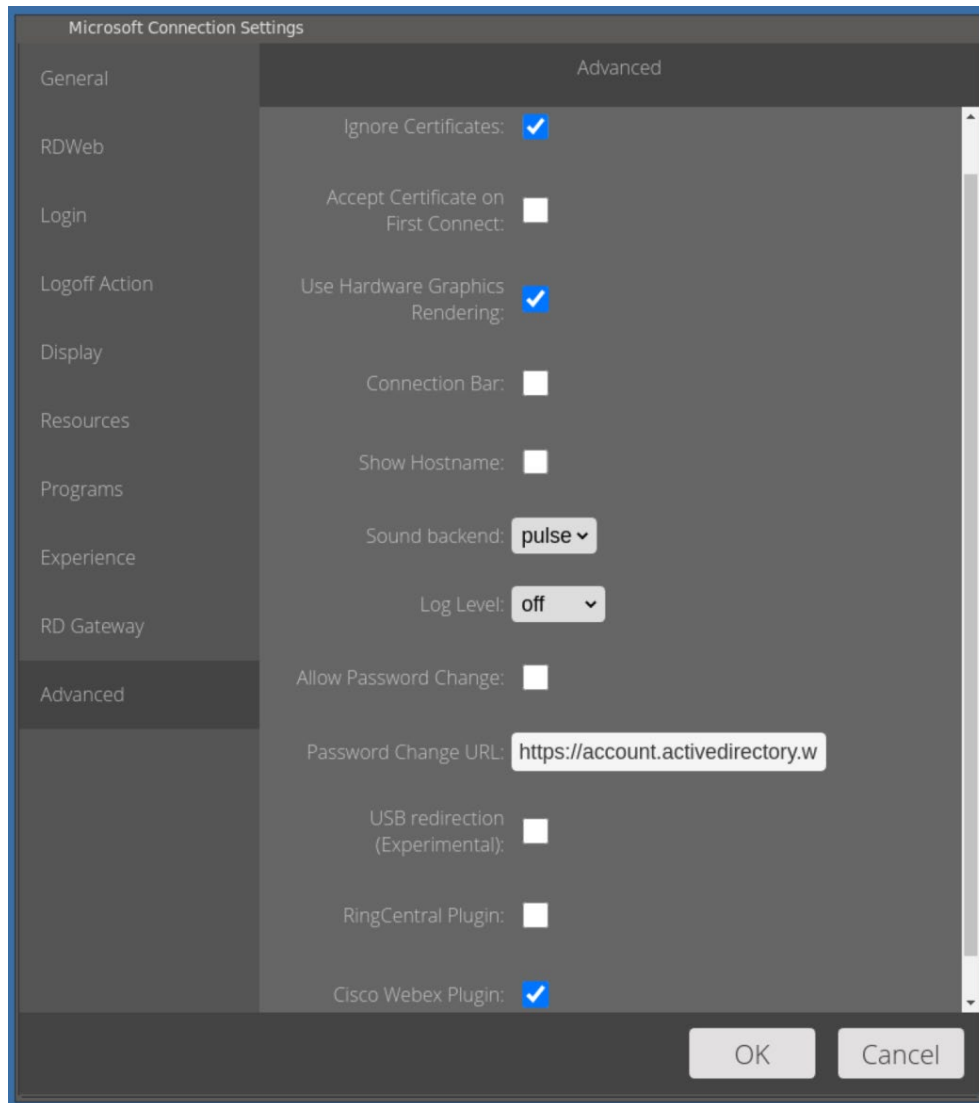 Microsoft Connection Settings
General
RDWeb
Login
Logoff Action
Display
Resources
Programs
Experience
RD Gateway
Advanced
Advanced
Ignore Certificates:
Accept Certificate on
First Connect:
Use Hardware Graphics
Rendering:
Connection Bar:
Show Hostname:
Sound backend: pulse
Log Level: off
Allow Password Change:
Password Change URL: https://account.activedirectory.w
USB redirection
(Experimental):
RingCentral Plugin:
Cisco Webex Plugin:
OK Cancel